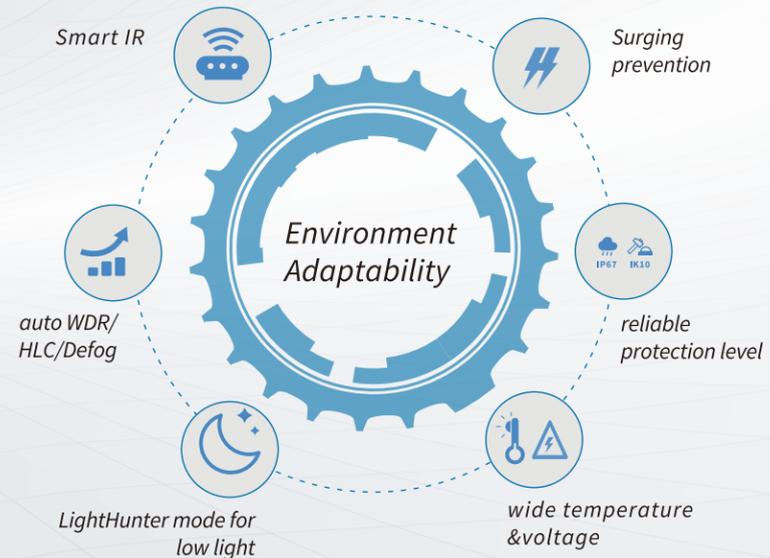 Smart IR
Surging
prevention
Environment
Adaptability
IP67 IK10
auto WDR/
HLC/Defog
reliable
protection level
LightHunter mode for
low light
wide temperature
&voltage